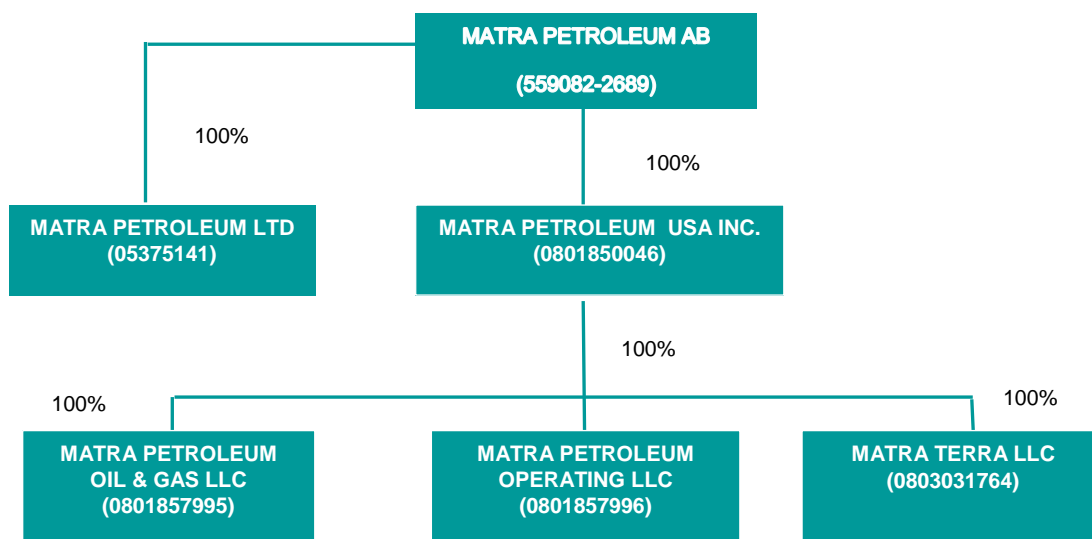 MATRA PETROLEUM AB
(559082-2689)
100%
100%
MATRA PETROLEUM LTD
(05375141)
MATRA PETROLEUM USA INC.
(0801850046)
100%
100%
100%
MATRA PETROLEUM
OIL & GAS LLC
(0801857995)
MATRA PETROLEUM
OPERATING LLC
(0801857996)
MATRA TERRA LLC
(0803031764)